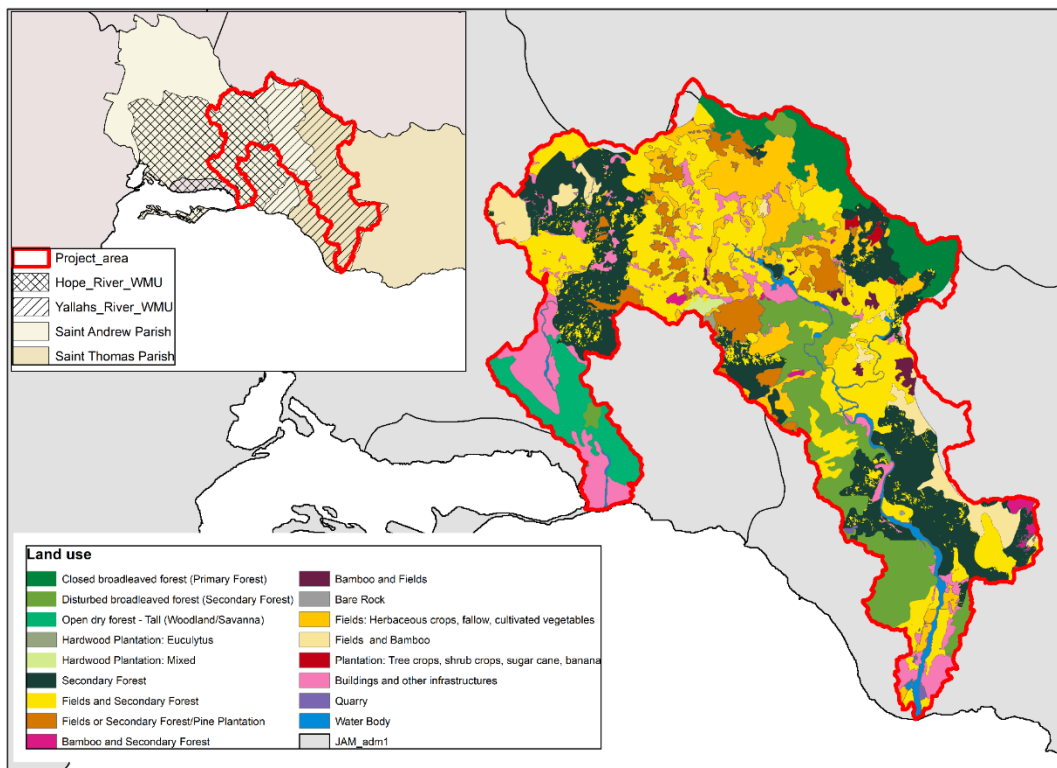 Project_area
Hope_River_WMU
Yallahs_River_WMU
Saint Andrew Parish
Saint Thomas Parish
Land use
Closed broadleaved forest (Primary Forest)
Disturbed broadleaved forest (Secondary Forest)
Open dry forest - Tall (Woodland/Savanna)
Hardwood Plantation: Euculytus
Hardwood Plantation: Mixed
Secondary Forest
Fields and Secondary Forest
Fields or Secondary Forest/Pine Plantation
Bamboo and Secondary Forest
Bamboo and Fields
Bare Rock
Fields: Herbaceous crops, fallow, cultivated vegetables
Fields and Bamboo
Plantation: Tree crops, shrub crops, sugar cane, banana
Buildings and other infrastructures
Quarry
Water Body
JAM_adm1